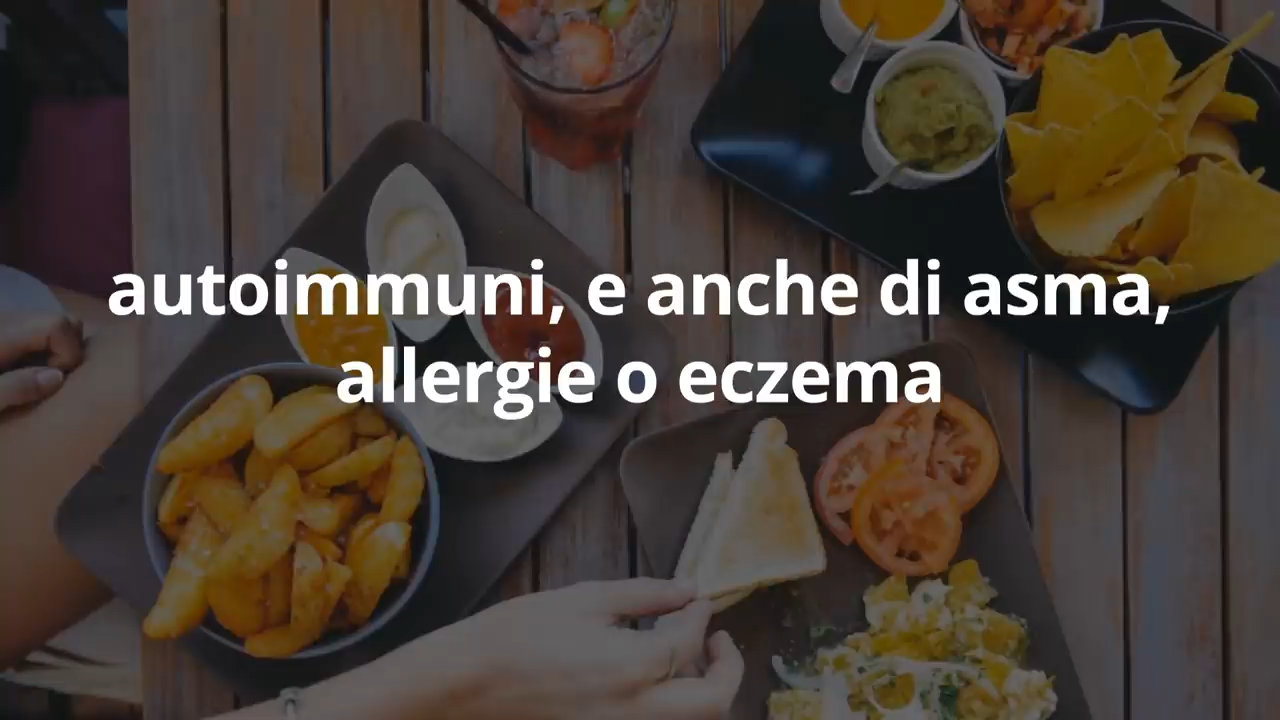 autoimmuni, e anche di asma,
allergie o eczema